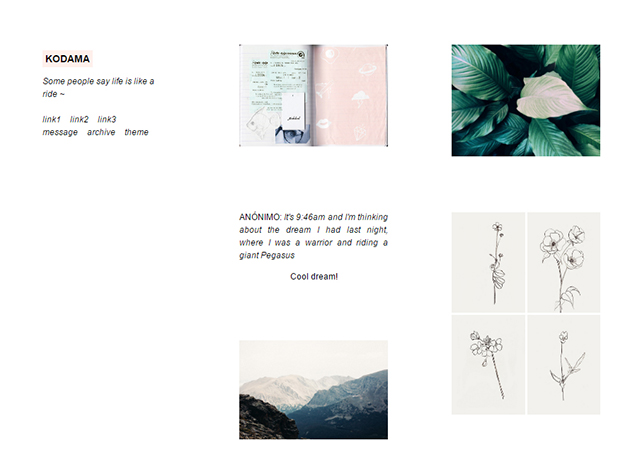 KODAMA
Some people say life is like a
ride ~
link1 link2 link3
message archive theme
ANÓNIMO: It's 9:46am and I'm thinking
about the dream I had last night,
where I was a warrior and riding a
giant Pegasus
Cool dream!